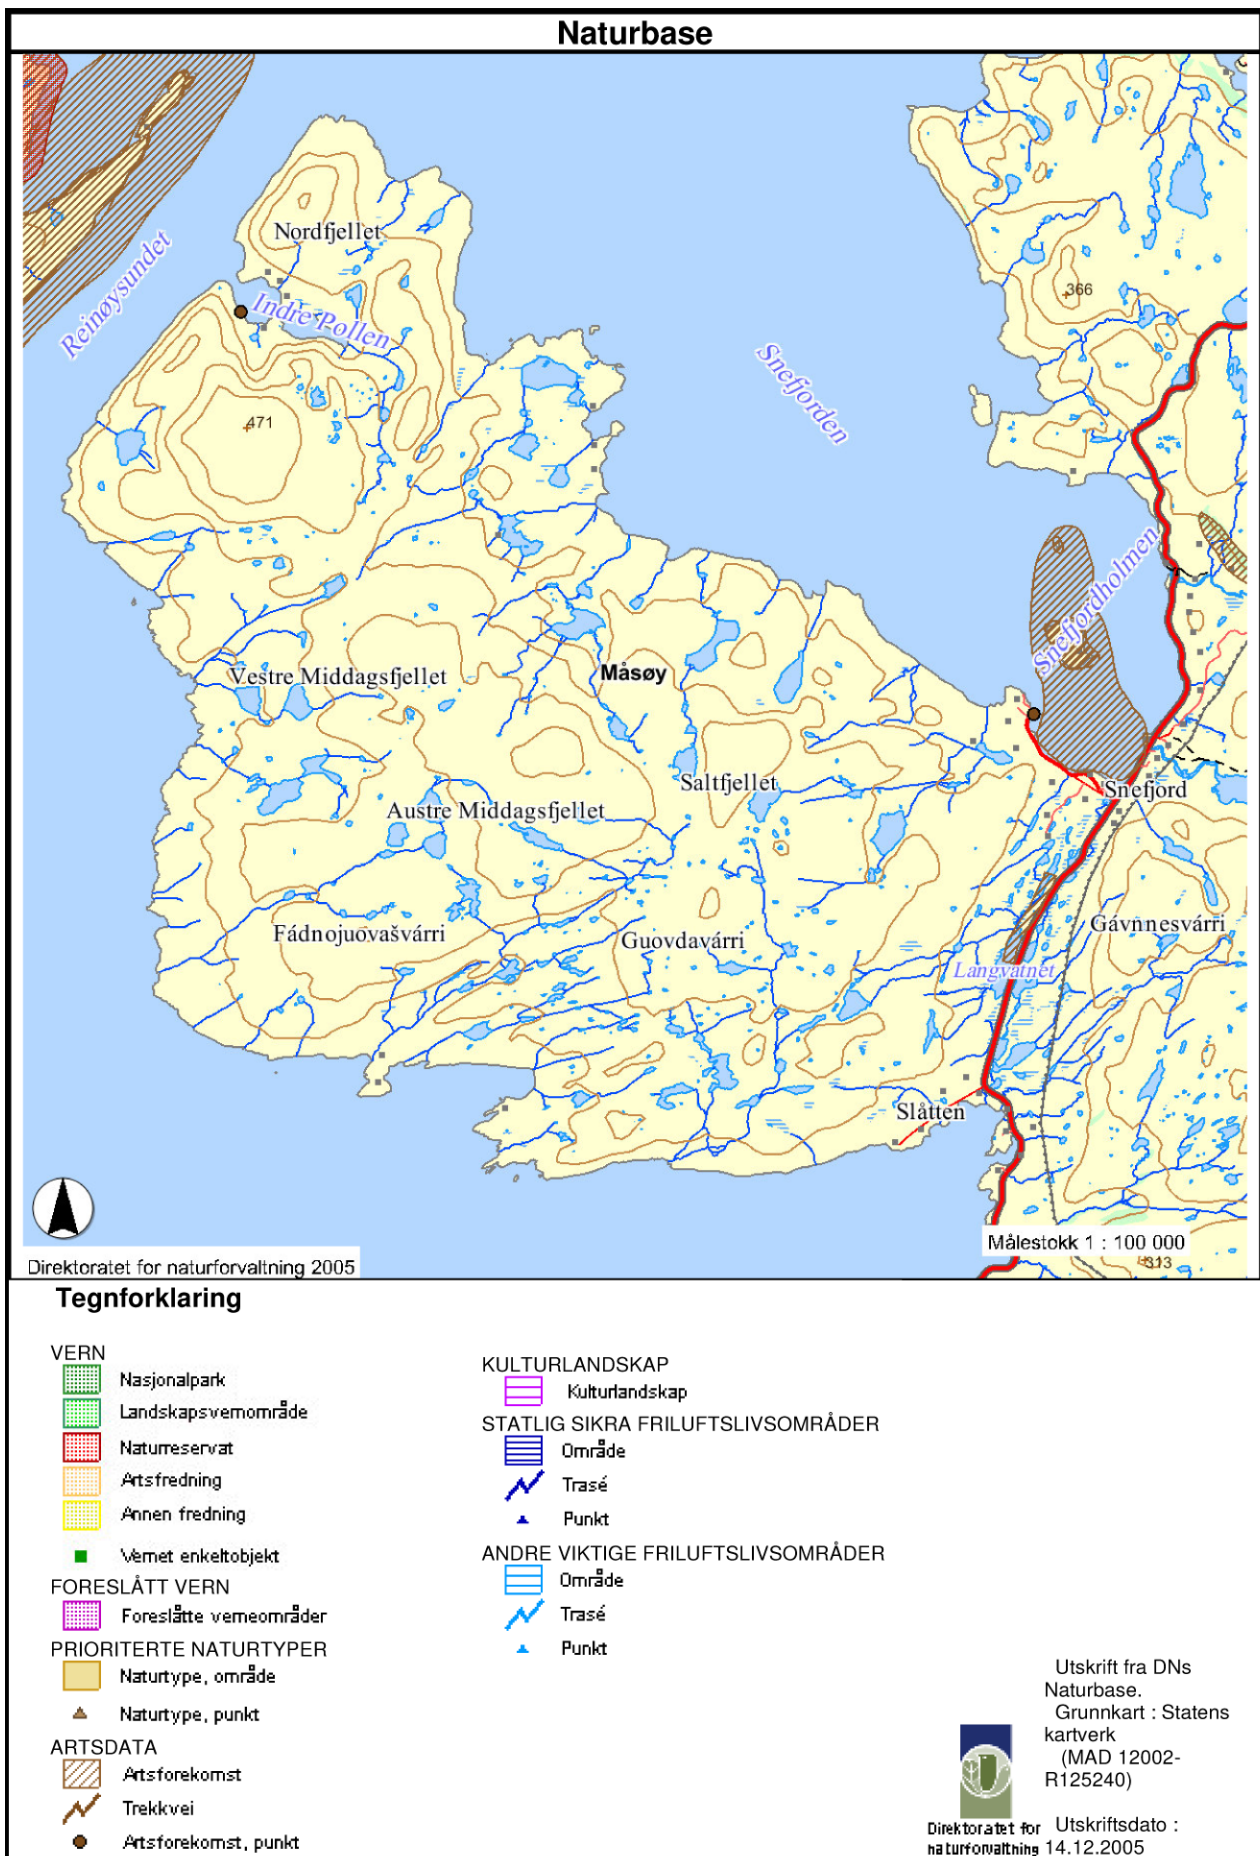 Naturbase
Nordfjellet
Reinøysundet
Indre Pollen
366
Snefjorden
471
Snefjordholmen
Måsøy
Vestre Middagsfjellet
Saltfjellet
Snefjord
Austre Middagsfjellet
Fádnojuovašvárri
Guovdavárri
Gávnnesvárri
Langvatnet
Slåtten
Målestokk 1 : 100 000
313
Direktoratet for naturforvaltning 2005
Tegnforklaring
VERN
Nasjonalpark
Landskapsvernområde
Naturreservat
Artsfredning
Annen fredning
Vernet enkeltobjekt
FORESLÅTT VERN
Foreslåtte verneområder
PRIORITERTE NATURTYPER
Naturtype, område
Naturtype, punkt
ARTSDATA
Artsforekomst
Trekkvei
Artsforekomst, punkt
KULTURLANDSKAP
Kulturlandskap
STATLIG SIKRA FRILUFTSLIVSOMRÅDER
Område
Trasé
Punkt
ANDRE VIKTIGE FRILUFTSLIVSOMRÅDER
Område
Trasé
Punkt
Direktoratet for
naturforvaltning
Utskrift fra DNs
Naturbase.
Grunnkart : Statens
kartverk
(MAD 12002-
R125240)
Utskriftsdato :
14.12.2005